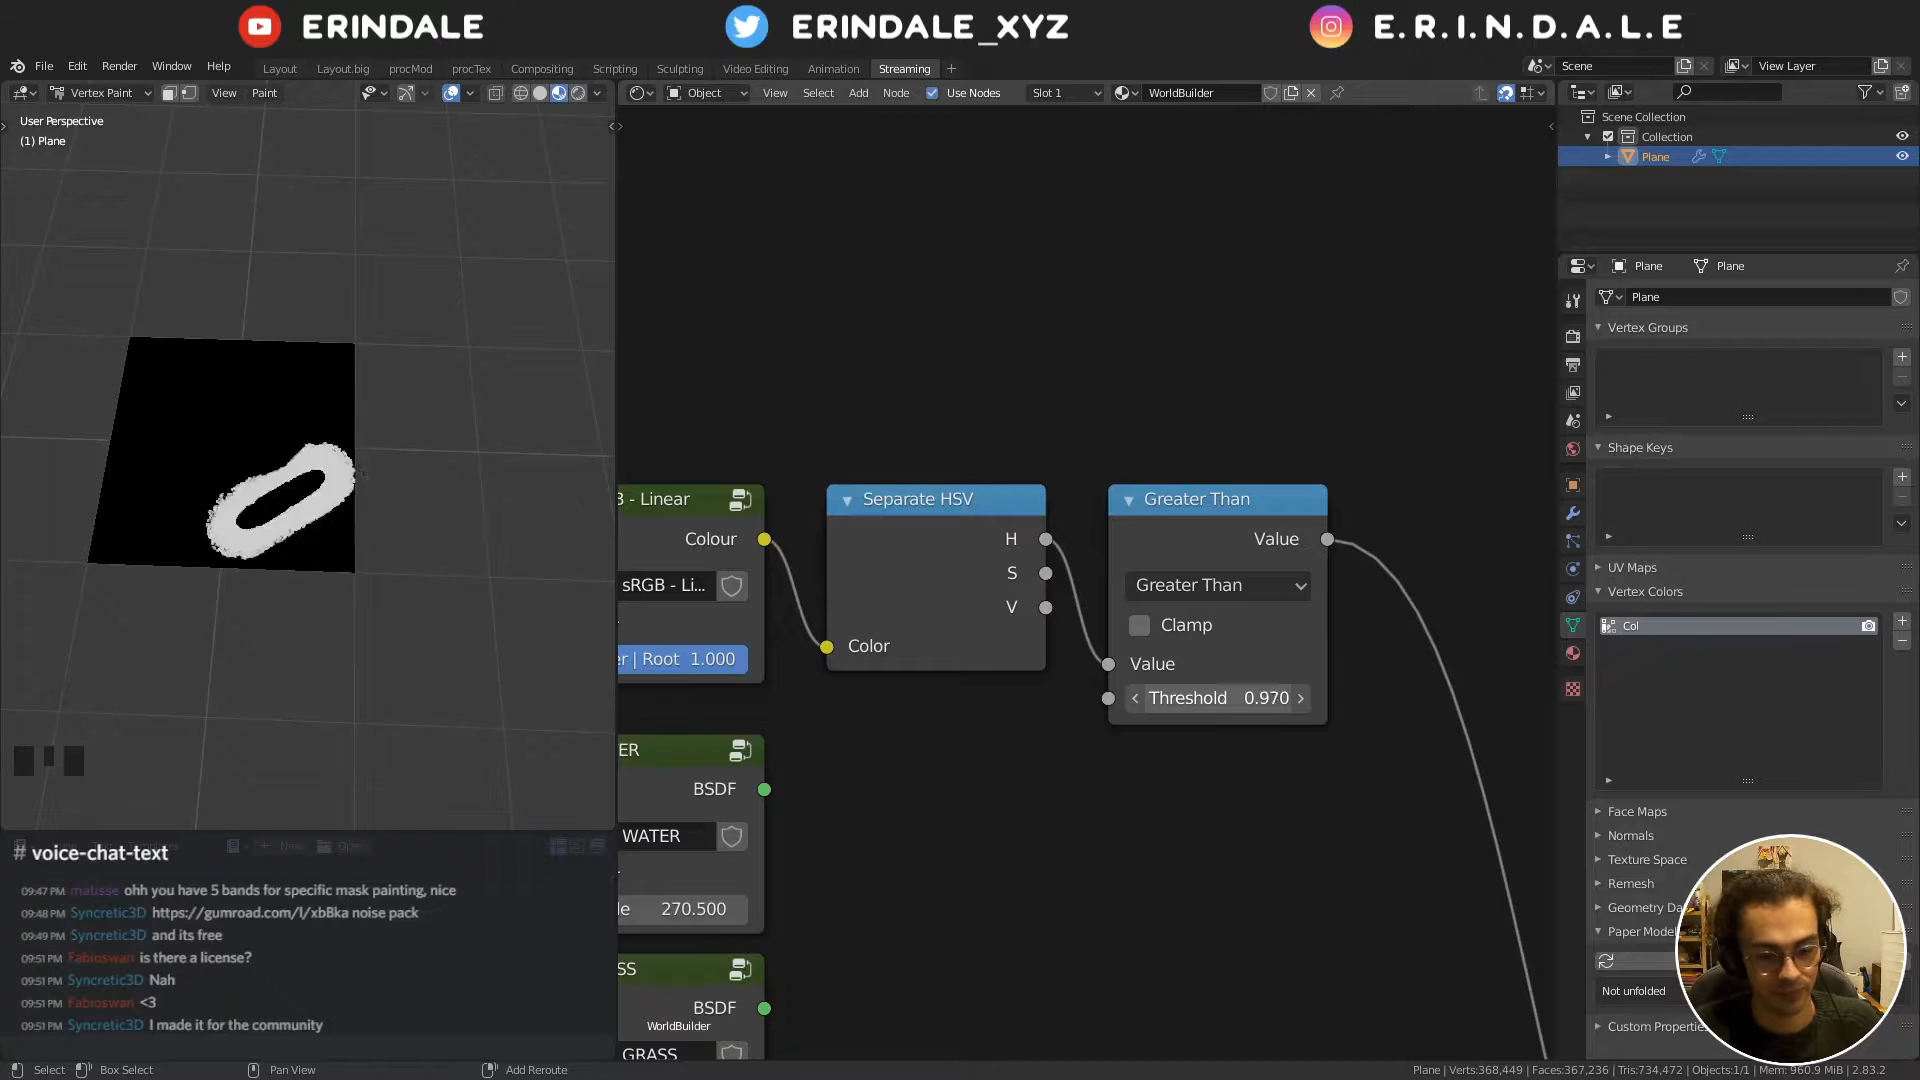 ERINDALE
ERINDALE_XYZ
E.R.I.N.D.A.L.E
File Edit Render Window Help
Layout Layout.big procMod procTex Compositing Scripting Sculpting Video Editing Animation Streaming +
Scene
View Layer
Vertex Paint View Paint
Object View Select Add Node Use Nodes Slot 1 WorldBuilder
User Perspective
(1) Plane
Scene Collection
Collection
Plane
Plane Plane
Plane
Vertex Groups
Shape Keys
UV Maps
Vertex Colors
Col
Face Maps
Normals
Texture Space
Remesh
Geometry Da
Paper Model
Not unfolded
Custom Propertie
B - Linear
Colour
sRGB - Li...
er | Root 1.000
Separate HSV
H
S
V
Color
Greater Than
Value
Greater Than
Clamp
Value
Threshold 0.970
ER
BSDF
WATER
le 270.500
SS
BSDF
WorldBuilder
GRASS
# voice-chat-text
09:47 PM matisse ohh you have 5 bands for specific mask painting, nice
09:48 PM Syncretic3D https://gumroad.com/l/xbBka noise pack
09:49 PM Syncretic3D and its free
09:51 PM Fabioswan is there a license?
09:51 PM Syncretic3D Nah
09:51 PM Fabioswan <3
09:51 PM Syncretic3D I made it for the community
Select Box Select Pan View Add Reroute
Plane | Verts:368,449 | Faces:367,236 | Tris:734,472 | Objects:1/1 | Mem: 960.9 MiB | 2.83.2